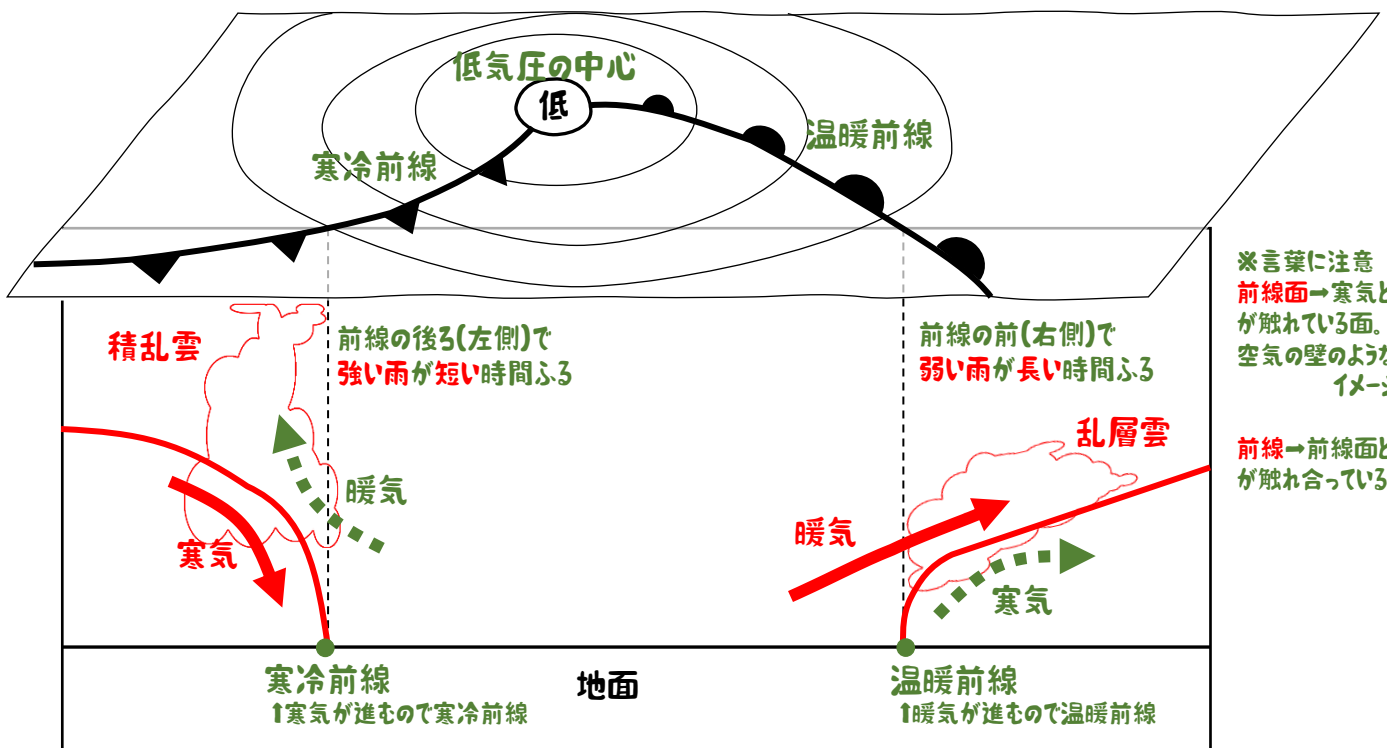 低気圧の中心
低
温暖前線
寒冷前線
※言葉に注意
前線面→寒気と
が触れている面。
空気の壁のような
イメージ
前線→前線面と
が触れ合っている
積乱雲
前線の後ろ(左側)で
強い雨が短い時間ふる
前線の前(右側)で
弱い雨が長い時間ふる
乱層雲
暖気
寒気
暖気
寒気
寒冷前線
↑寒気が進むので寒冷前線
地面
温暖前線
↑暖気が進むので温暖前線